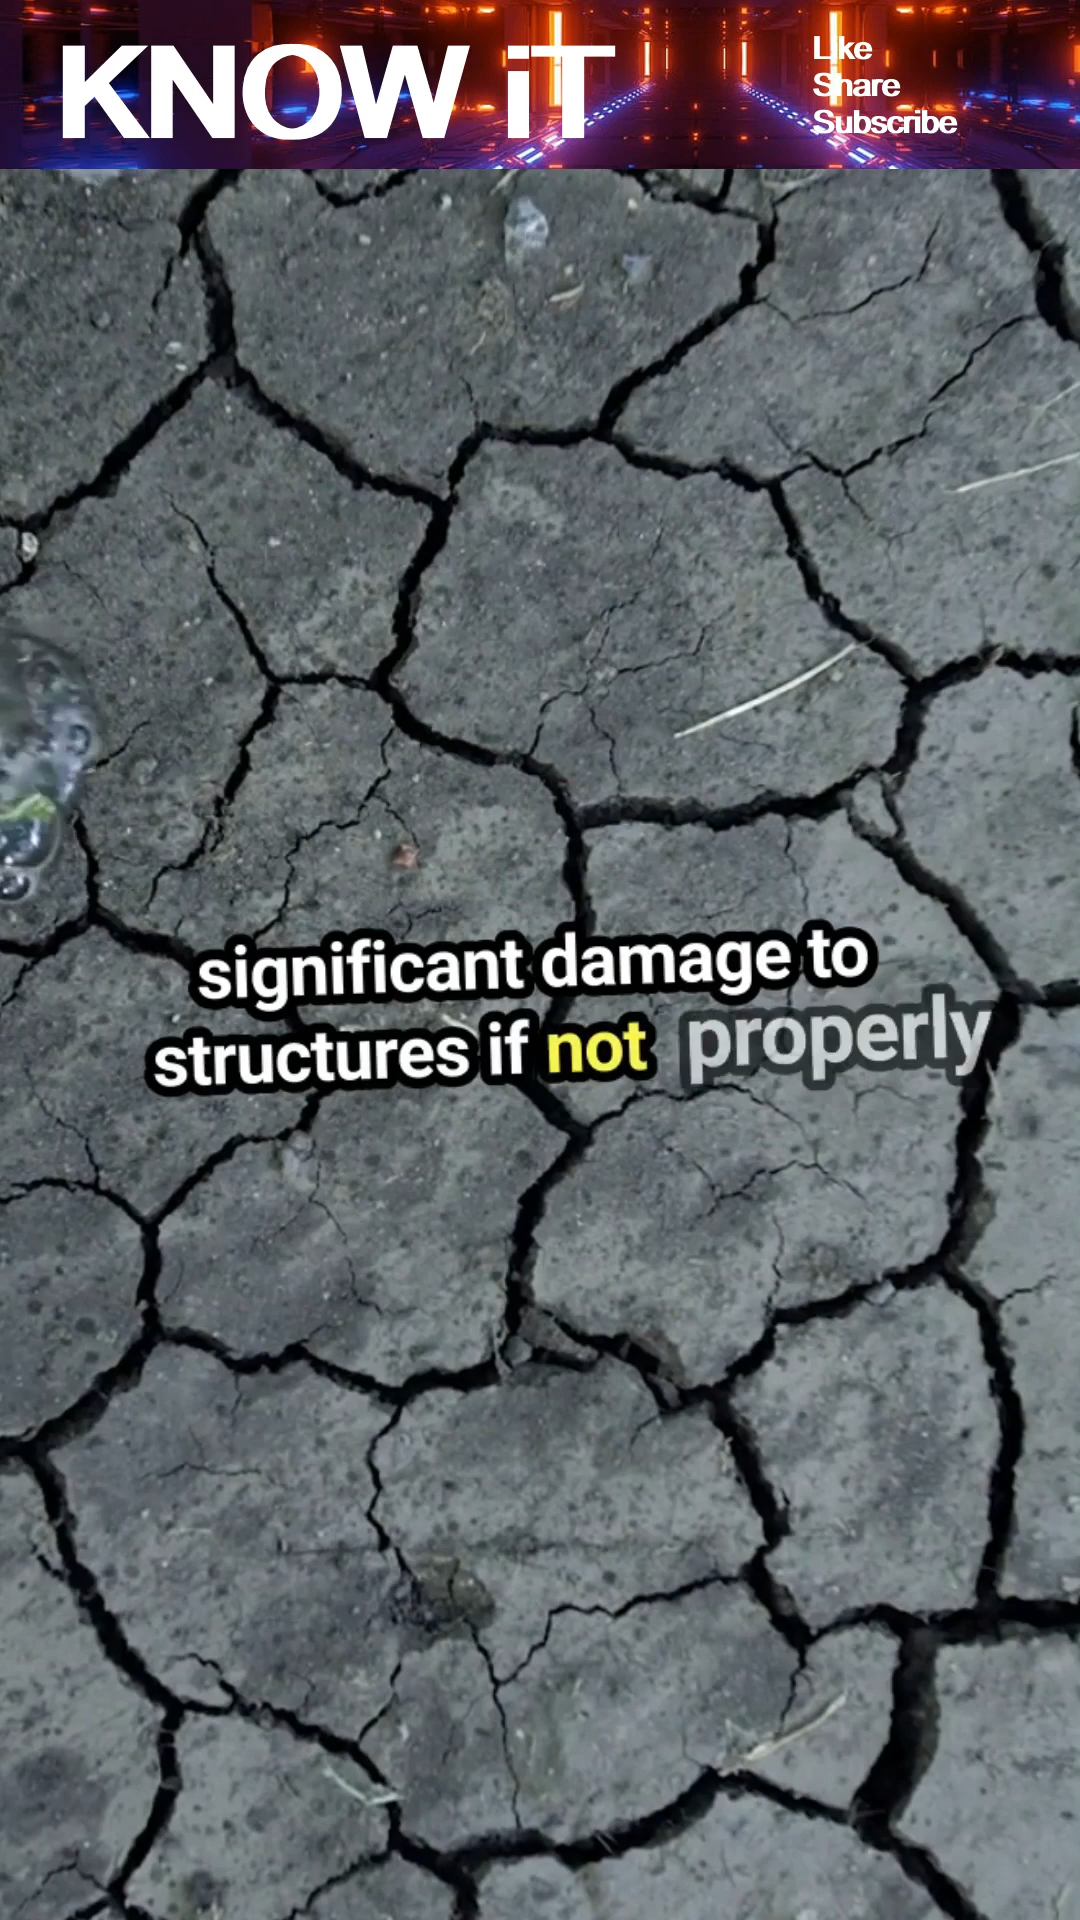 KNOW iT
Like
Share
Subscribe
significant damage to
structures if not properly